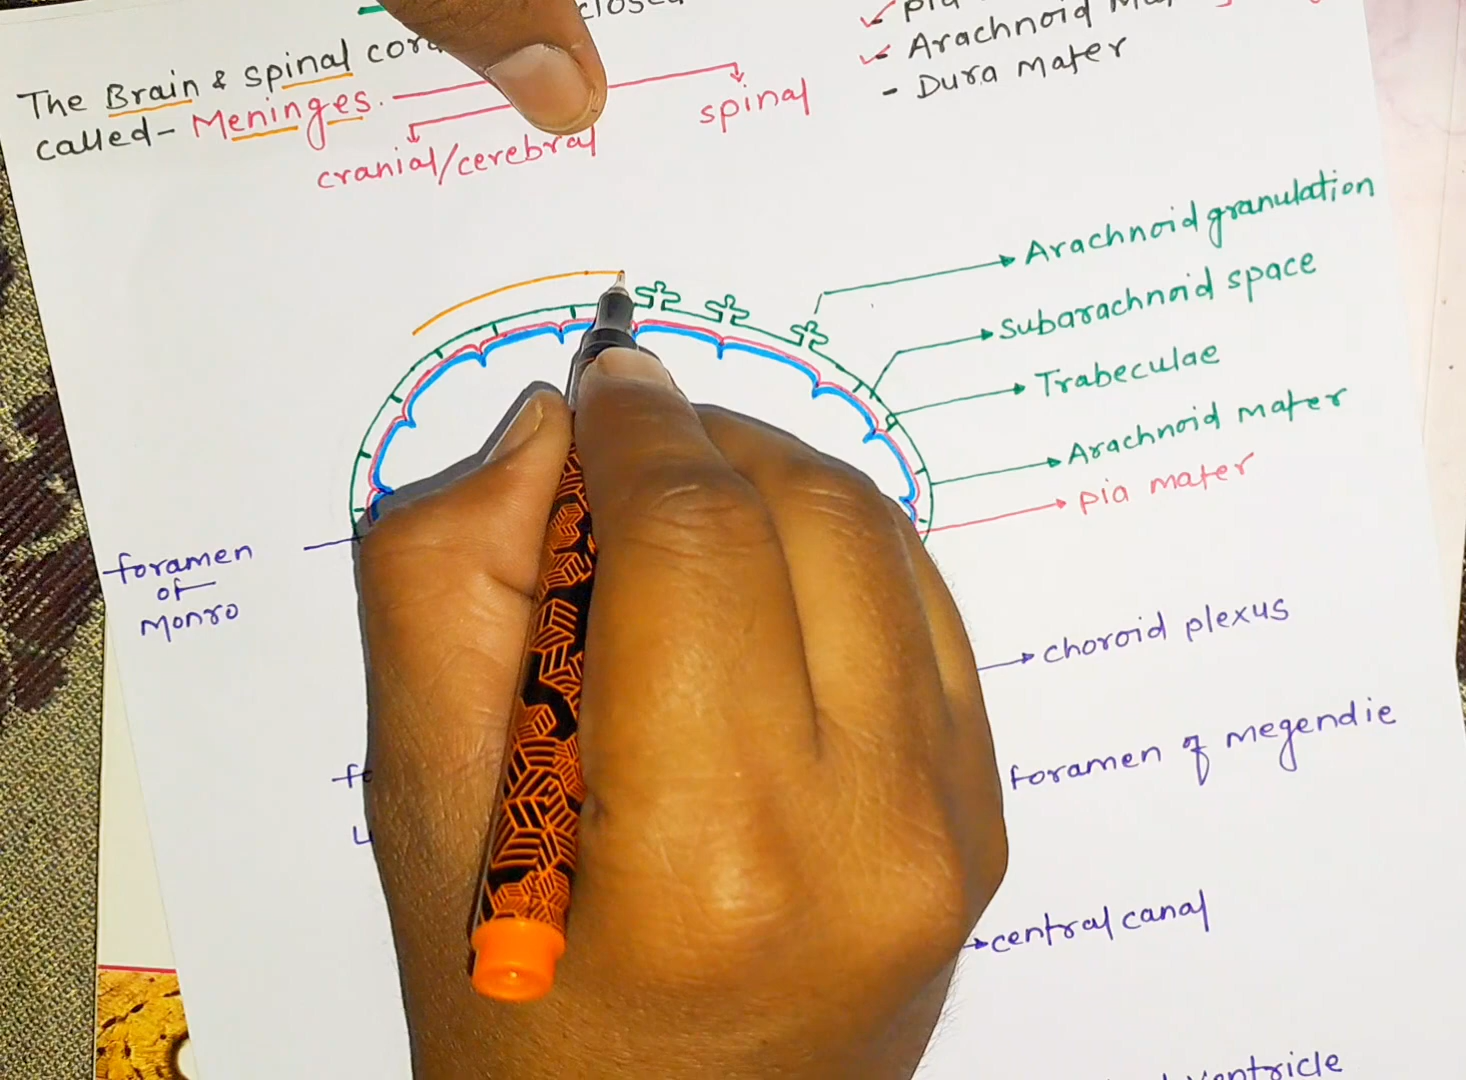 closed
The Brain & spinal
called- Meninges.
cranial/cerebral
spinal
Arachnoid
- Dura mater
Arachnoid granulation
Subarachnoid space
Trabeculae
Arachnoid mater
pia mater
foramen
of
Monro
choroid plexus
foramen of megendie
central canal
ventricle